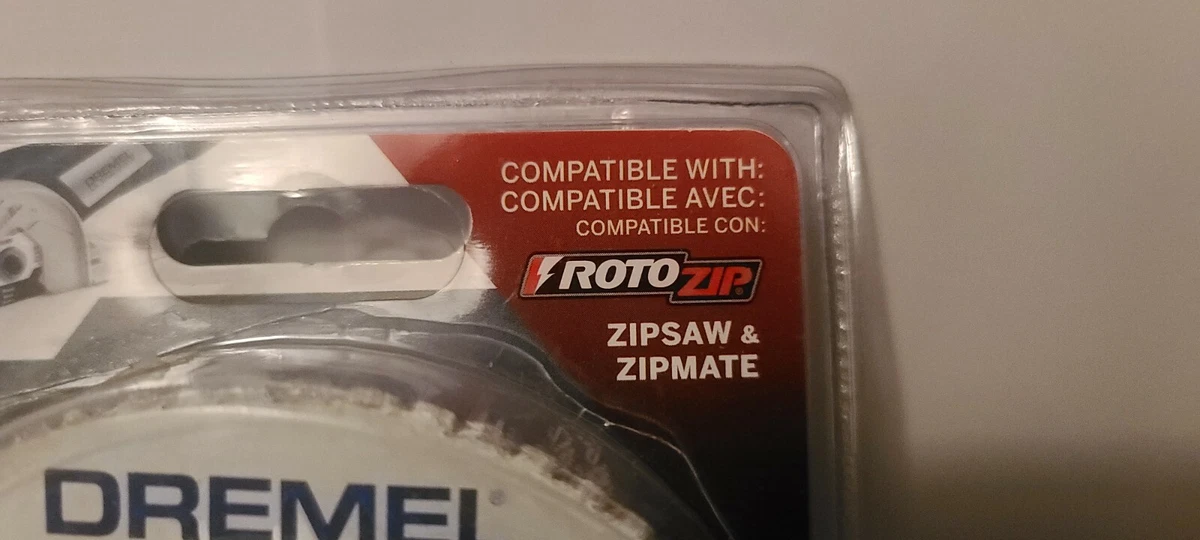 COMPATIBLE WITH:
COMPATIBLE AVEC:
COMPATIBLE CON:
ROTOZIP®
ZIPSAW &
ZIPMATE
DREMEL®